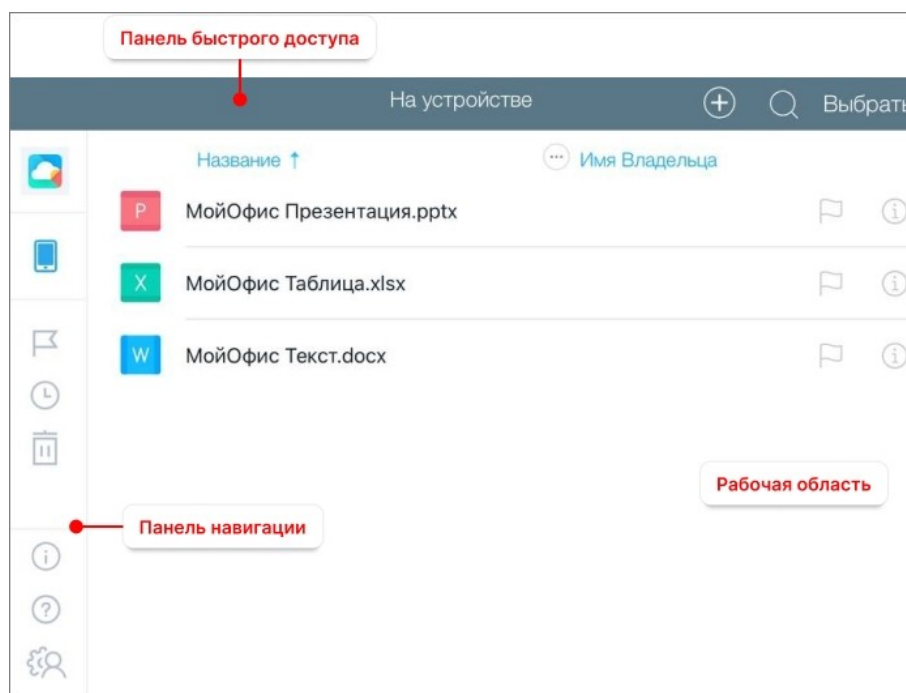 Панель быстрого доступа
На устройстве
Выбрать
Название ↑
Имя Владельца
P
МойОфис Презентация.pptx
X
МойОфис Таблица.xlsx
W
МойОфис Текст.docx
Рабочая область
Панель навигации